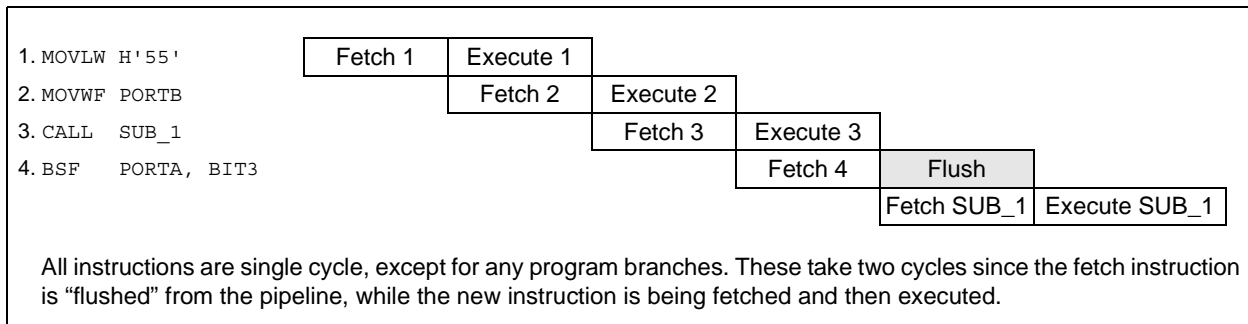 1. MOVLW H'55' Fetch 1 Execute 1
2. MOVWF PORTB Fetch 2 Execute 2
3. CALL SUB_1 Fetch 3 Execute 3
4. BSF PORTA, BIT3 Fetch 4 Flush
Fetch SUB_1 Execute SUB_1
All instructions are single cycle, except for any program branches. These take two cycles since the fetch instruction
is “flushed” from the pipeline, while the new instruction is being fetched and then executed.